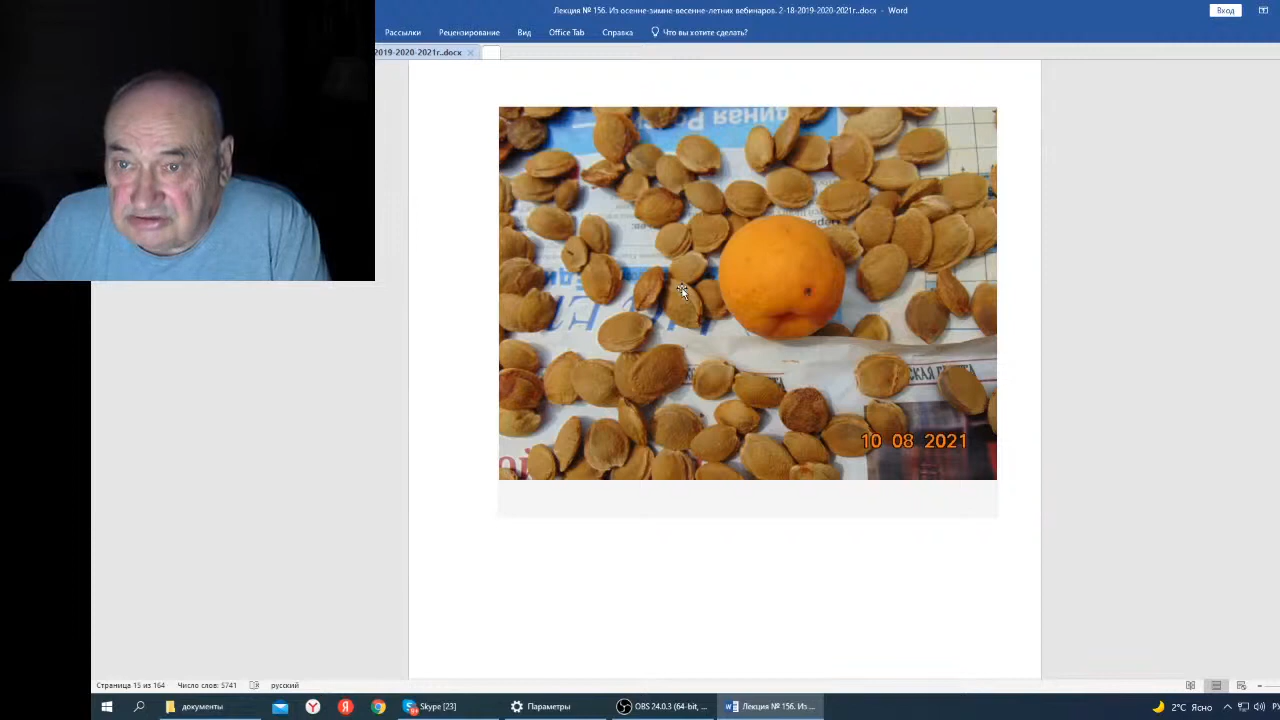 Лекция № 156. Из осенне-зимне-весенне-летних вебинаров. 2-18-2019-2020-2021г..docx - Word
Вход
Рассылки Рецензирование Вид Office Tab Справка Что вы хотите сделать?
2019-2020-2021г..docx
СКАЯ ГАЗЕТА
10 08 2021
Страница 15 из 164 Число слов: 5741 русский
документы Skype [23] Параметры OBS 24.0.3 (64-bit, ... Лекция № 156. Из ... 2°C Ясно